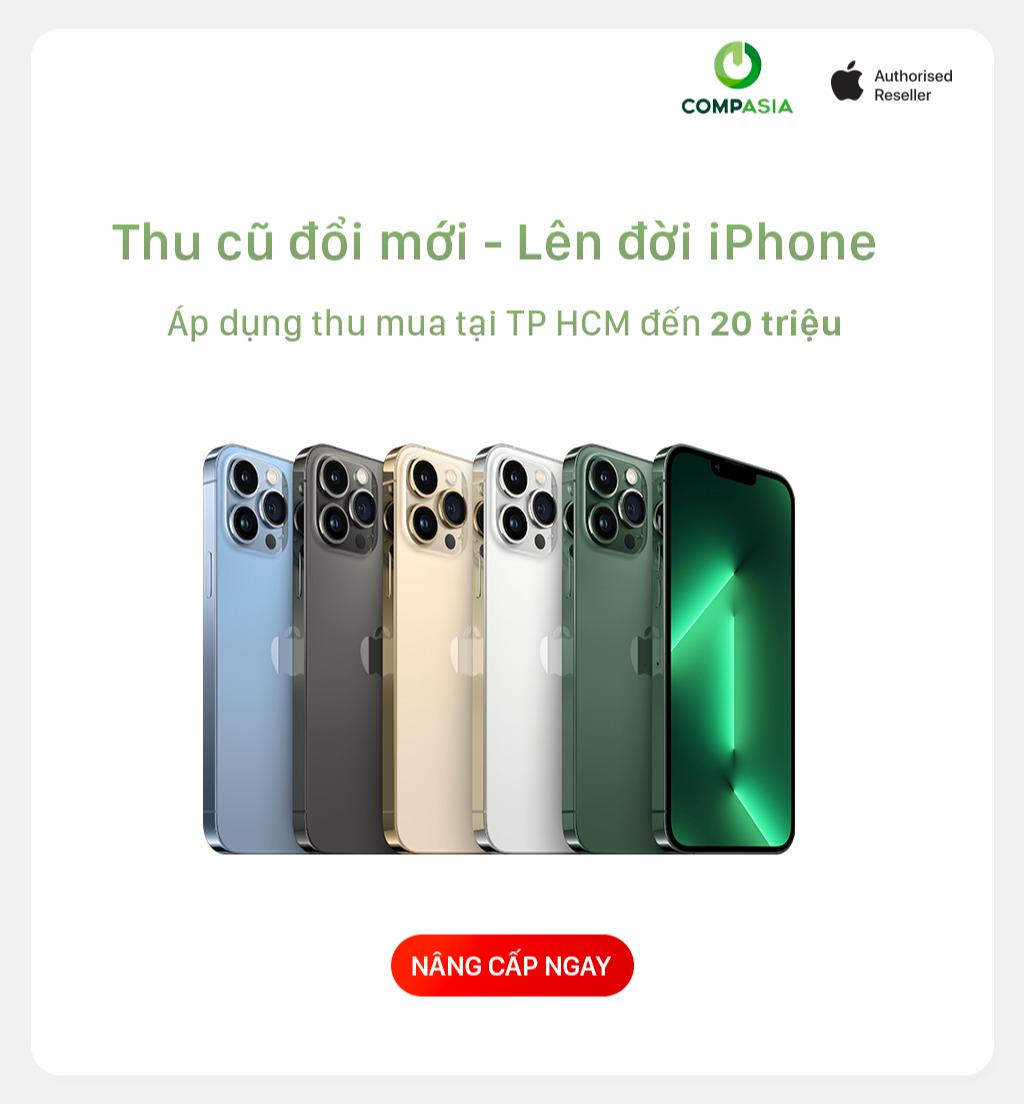 COMPASIA
Authorised
Reseller
Thu cũ đổi mới - Lên đời iPhone
Áp dụng thu mua tại TP HCM đến 20 triệu
NÂNG CẤP NGAY